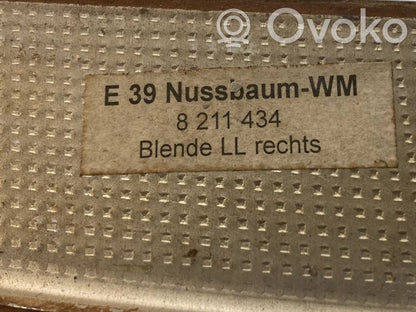 Ovoko
E 39 Nussbaum-WM
8 211 434
Blende LL rechts